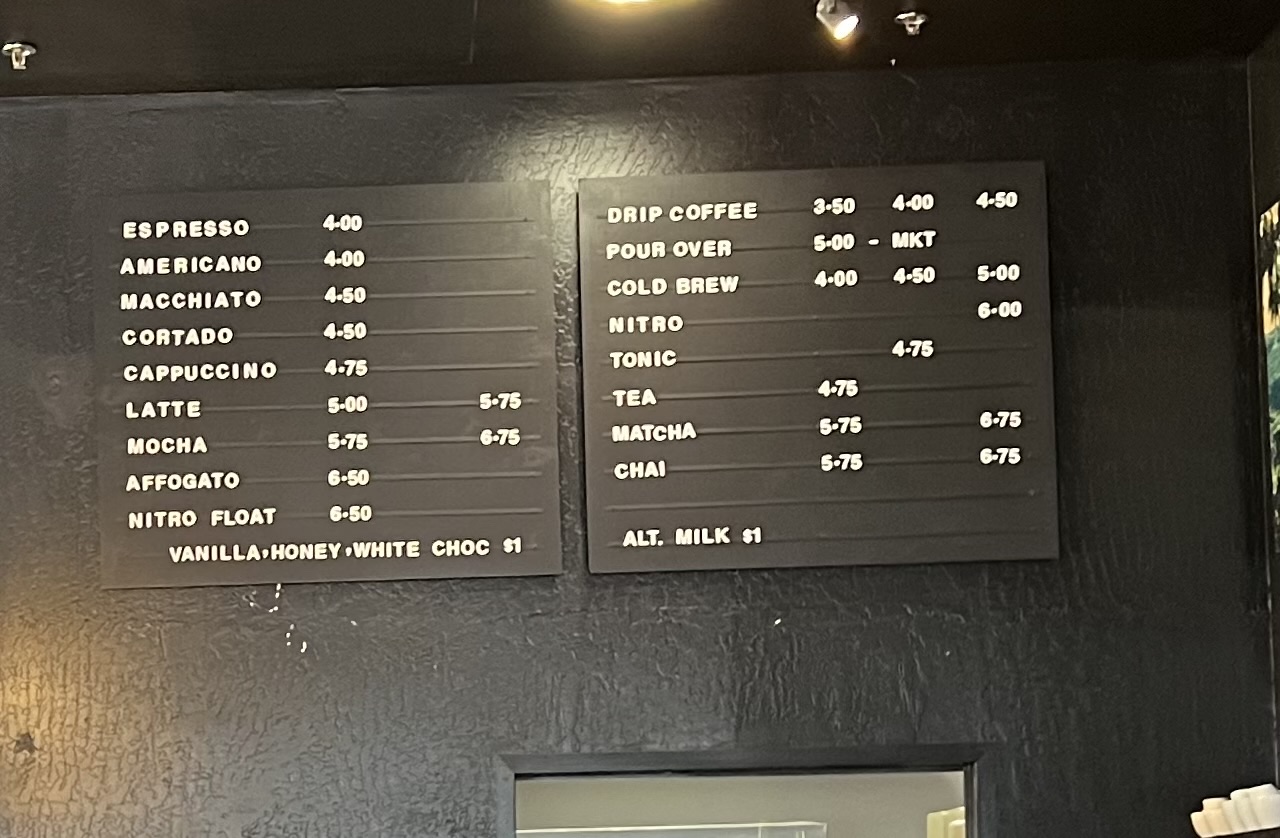 ESPRESSO 4.00
AMERICANO 4.00
MACCHIATO 4.50
CORTADO 4.50
CAPPUCCINO 4.75
LATTE 5.00 5.75
MOCHA 5.75 6.75
AFFOGATO 6.50
NITRO FLOAT 6.50
VANILLA,HONEY,WHITE CHOC $1
DRIP COFFEE 3.50 4.00 4.50
POUR OVER 5.00 - MKT
COLD BREW 4.00 4.50 5.00
NITRO 6.00
TONIC 4.75
TEA 4.75
MATCHA 5.75 6.75
CHAI 5.75 6.75
ALT. MILK $1